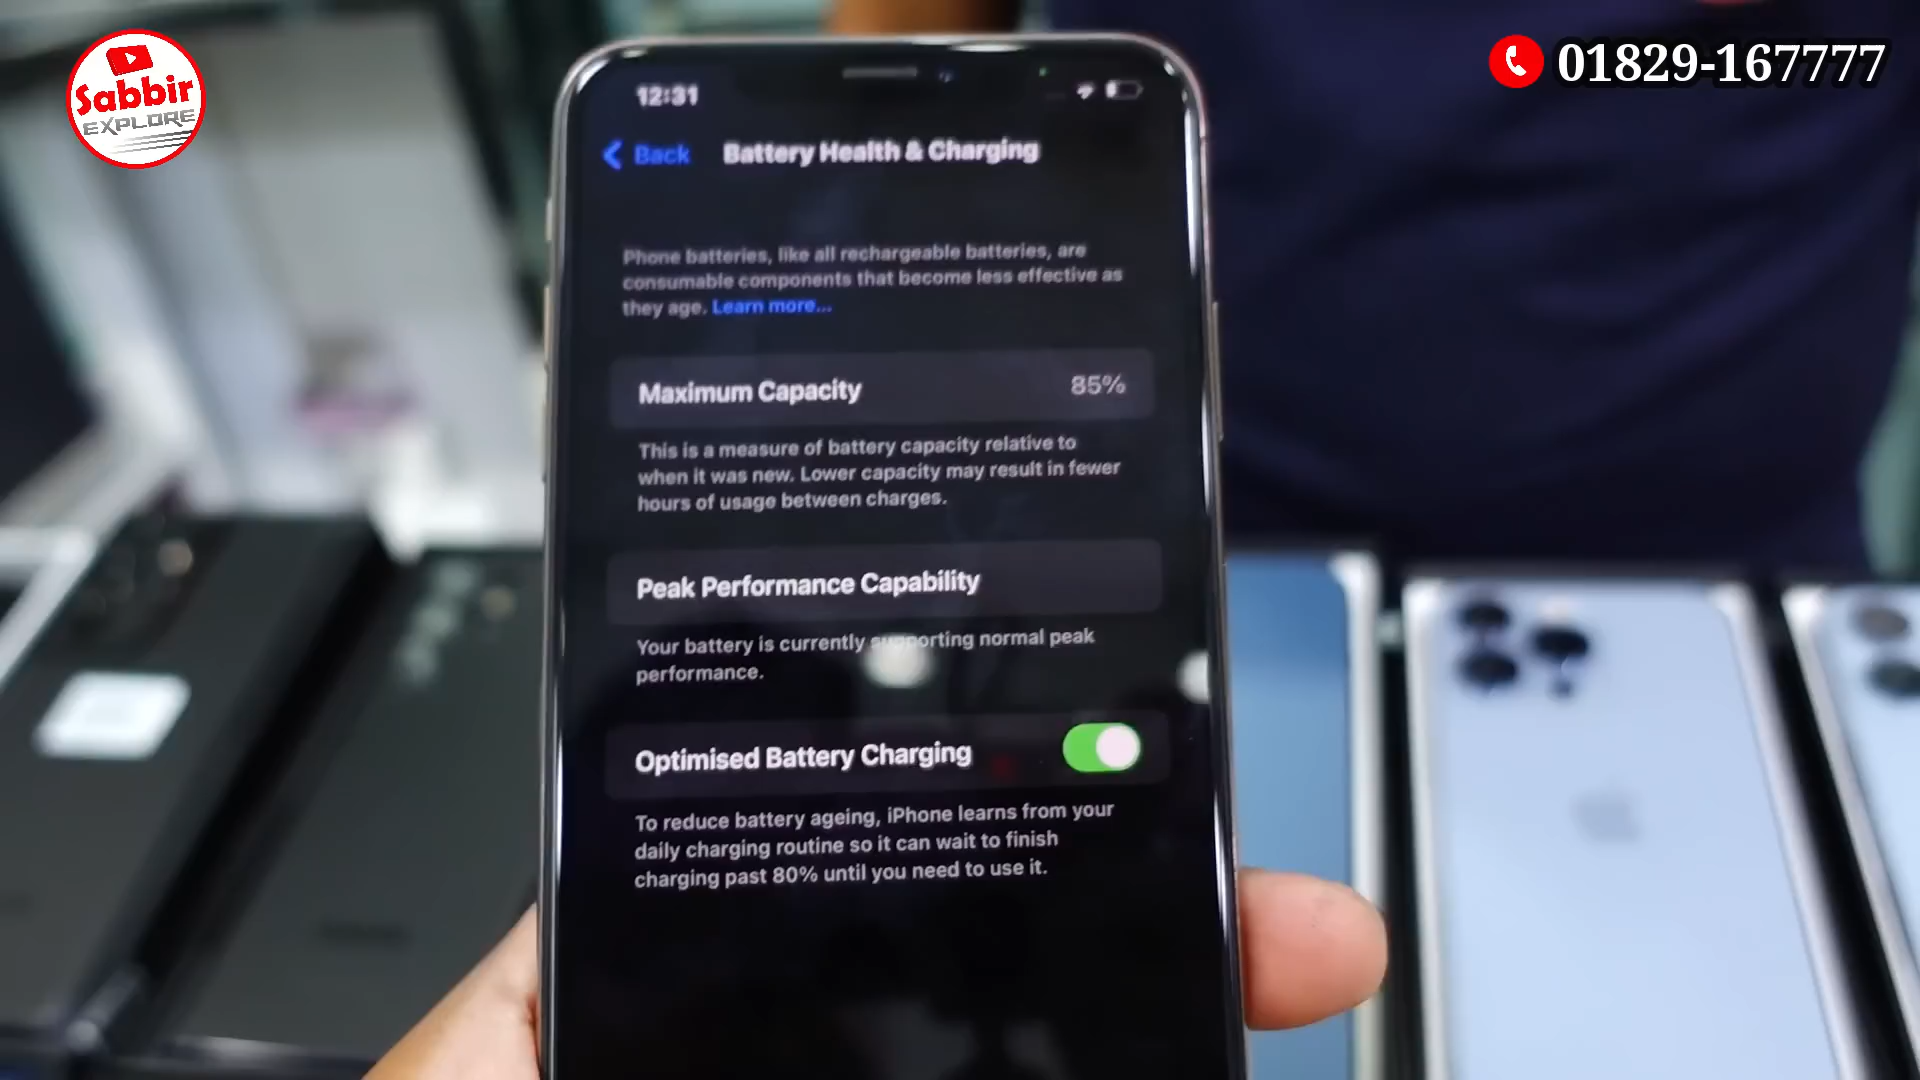 Sabbir
EXPLORE
01829-167777
12:31
Back
Battery Health & Charging
Phone batteries, like all rechargeable batteries, are
consumable components that become less effective as
they age. Learn more...
Maximum Capacity
85%
This is a measure of battery capacity relative to
when it was new. Lower capacity may result in fewer
hours of usage between charges.
Peak Performance Capability
Your battery is currently supporting normal peak
performance.
Optimised Battery Charging
To reduce battery ageing, iPhone learns from your
daily charging routine so it can wait to finish
charging past 80% until you need to use it.